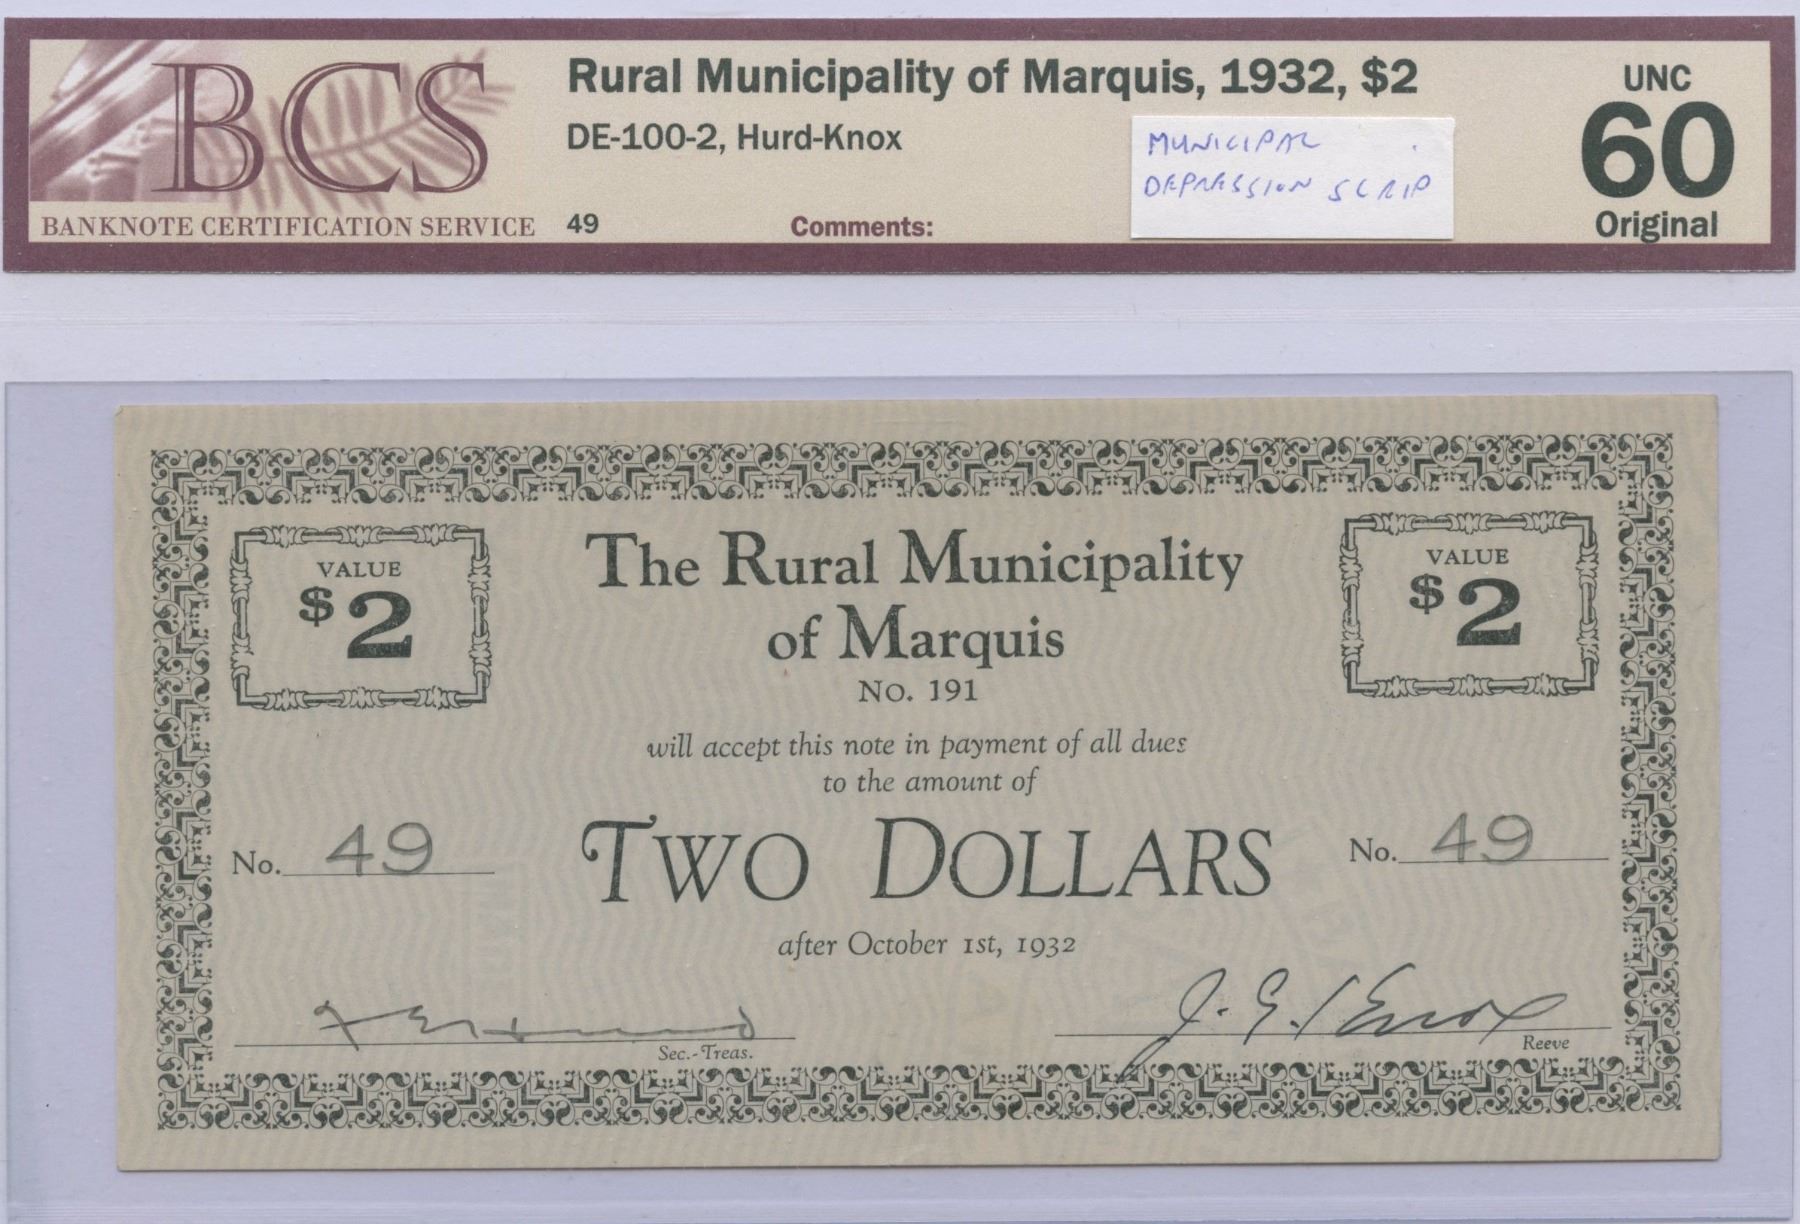 BCS
BANKNOTE CERTIFICATION SERVICE
Rural Municipality of Marquis, 1932, $2
DE-100-2, Hurd-Knox
49
Comments:
MUNICIPAL
DEPRESSION SCRIP
UNC
60
Original
VALUE
$2
The Rural Municipality
of Marquis
No. 191
VALUE
$2
will accept this note in payment of all dues
to the amount of
No. 49
TWO DOLLARS
No. 49
after October 1st, 1932
Sec.-Treas.
J. G. Knox
Reeve